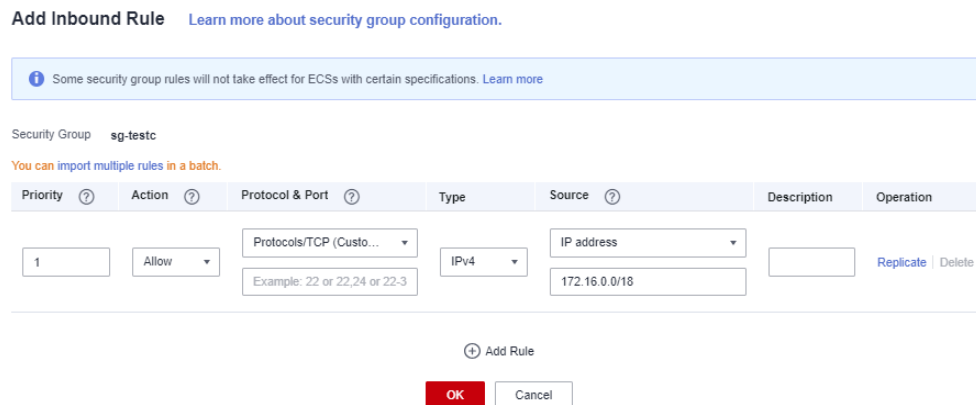 Add Inbound Rule Learn more about security group configuration.
Some security group rules will not take effect for ECSs with certain specifications. Learn more
Security Group sg-testc
You can import multiple rules in a batch.
Priority Action Protocol & Port Type Source Description Operation
Protocols/TCP (Custo... IP address
1 Allow IPv4 Replicate Delete
Example: 22 or 22,24 or 22-3 172.16.0.0/18
Add Rule
OK Cancel